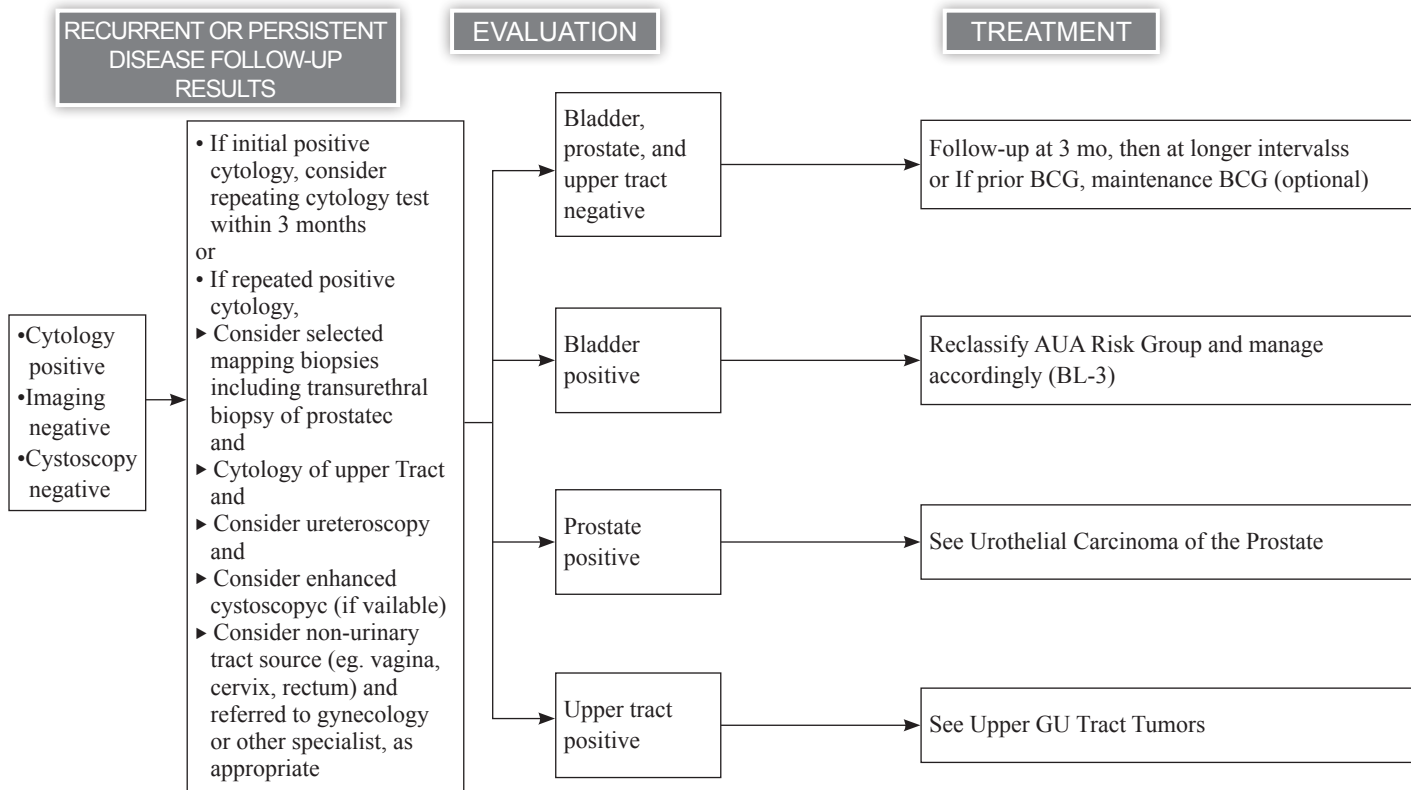 RECURRENT OR PERSISTENT
DISEASE FOLLOW-UP
RESULTS
EVALUATION
TREATMENT
•Cytology
positive
•Imaging
negative
•Cystoscopy
negative
• If initial positive
cytology, consider
repeating cytology test
within 3 months
or
• If repeated positive
cytology,
▶ Consider selected
mapping biopsies
including transurethral
biopsy of prostatec
and
▶ Cytology of upper Tract
and
▶ Consider ureteroscopy
and
▶ Consider enhanced
cystoscopyc (if vailable)
▶ Consider non-urinary
tract source (eg. vagina,
cervix, rectum) and
referred to gynecology
or other specialist, as
appropriate
Bladder,
prostate, and
upper tract
negative
Follow-up at 3 mo, then at longer intervalss
or If prior BCG, maintenance BCG (optional)
Bladder
positive
Reclassify AUA Risk Group and manage
accordingly (BL-3)
Prostate
positive
See Urothelial Carcinoma of the Prostate
Upper tract
positive
See Upper GU Tract Tumors